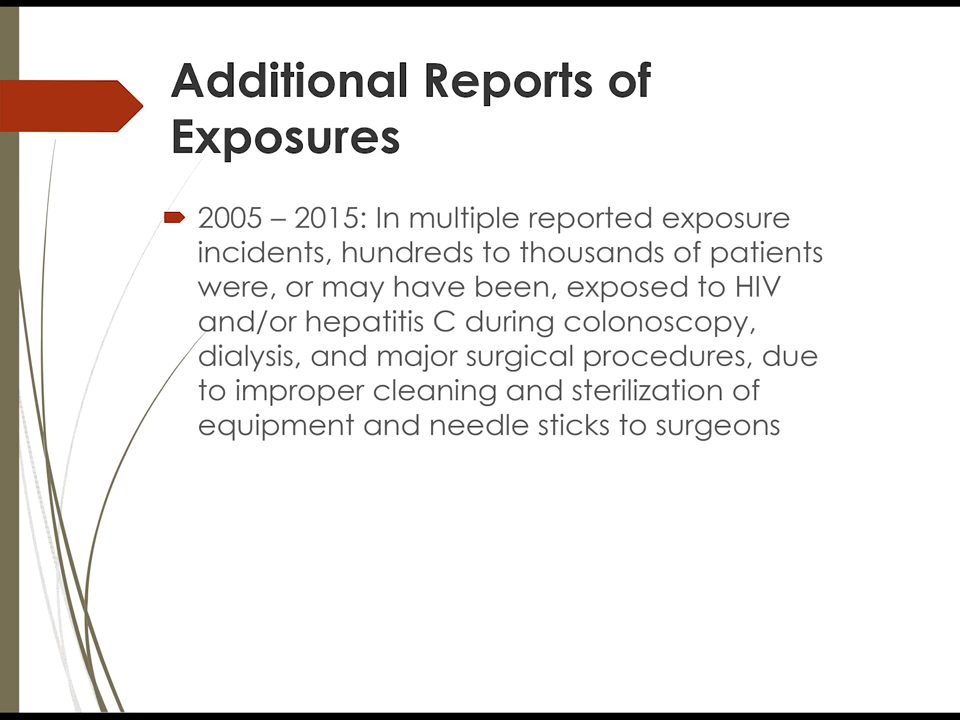 Additional Reports of
Exposures
2005 – 2015: In multiple reported exposure
incidents, hundreds to thousands of patients
were, or may have been, exposed to HIV
and/or hepatitis C during colonoscopy,
dialysis, and major surgical procedures, due
to improper cleaning and sterilization of
equipment and needle sticks to surgeons